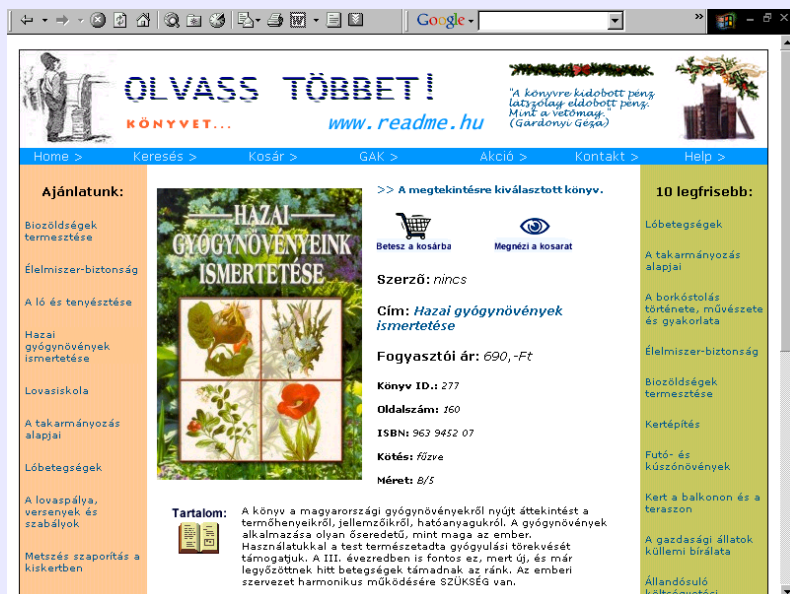 Google
»
OLVASS TÖBBET!
KÖNYVET...
www.readme.hu
"A könyvre kidobott pénz
látszólag eldobott pénz.
Mint a vetőmag."
(Gárdonyi Géza)
Home >
Keresés >
Kosár >
GAK >
Akció >
Kontakt >
Help >
Ajánlatunk:
Biozöldségek
termesztése
Élelmiszer-biztonság
A ló és tenyésztése
Hazai
gyógynövények
ismertetése
Lovasiskola
A takarmányozás
alapjai
Lóbetegségek
A lovaspálya,
versenyek és
szabályok
Metszés szaporítás a
kiskertben
HAZAI
GYÓGYNÖVÉNYEINK
ISMERTETÉSE
>> A megtekintésre kiválasztott könyv.
Betesz a kosárba
Megnézi a kosarat
Szerző: nincs
Cím: Hazai gyógynövények
ismertetése
Fogyasztói ár: 690,-Ft
Könyv ID.: 277
Oldalszám: 160
ISBN: 963 9452 07
Kötés: fűzve
Méret: B/5
Tartalom:
A könyv a magyarországi gyógynövényekről nyújt áttekintést a
termőhenyeikről, jellemzőikről, hatóanyagukról. A gyógynövények
alkalmazása olyan őseredetű, mint maga az ember.
Használatukkal a test természetadta gyógyulási törekvését
támogatjuk. A III. évezredben is fontos ez, mert új, és már
legyőzöttnek hitt betegségek támadnak az ránk. Az emberi
szervezet harmonikus működésére SZÜKSÉG van.
10 legfrisebb:
Lóbetegségek
A takarmányozás
alapjai
A borkóstolás
története, művészete
és gyakorlata
Élelmiszer-biztonság
Biozöldségek
termesztése
Kertépítés
Futó- és
kúszónövények
Kert a balkonon és a
teraszon
A gazdasági állatok
küllemi bírálata
Állandósuló
költségvetési